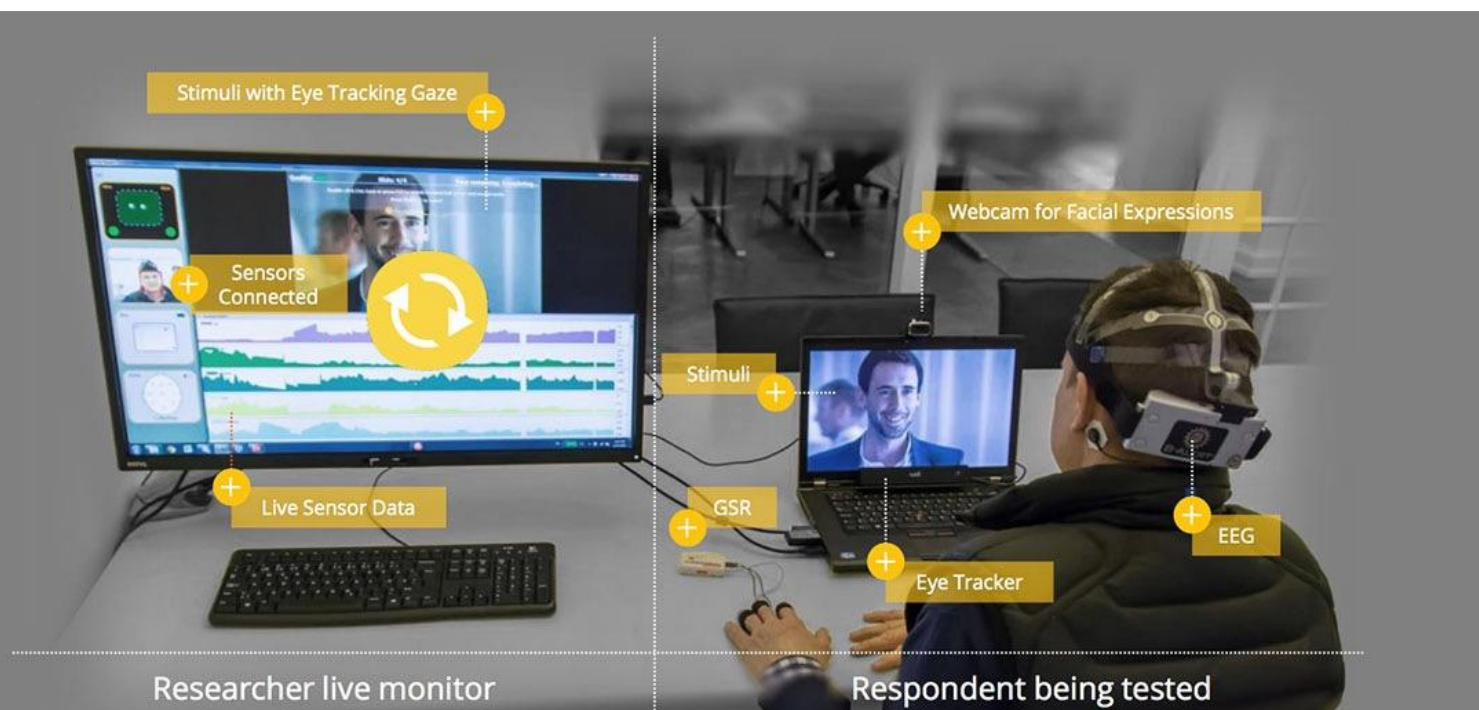 Stimuli with Eye Tracking Gaze
Sensors
Connected
Live Sensor Data
Webcam for Facial Expressions
Stimuli
GSR
Eye Tracker
EEG
Researcher live monitor
Respondent being tested